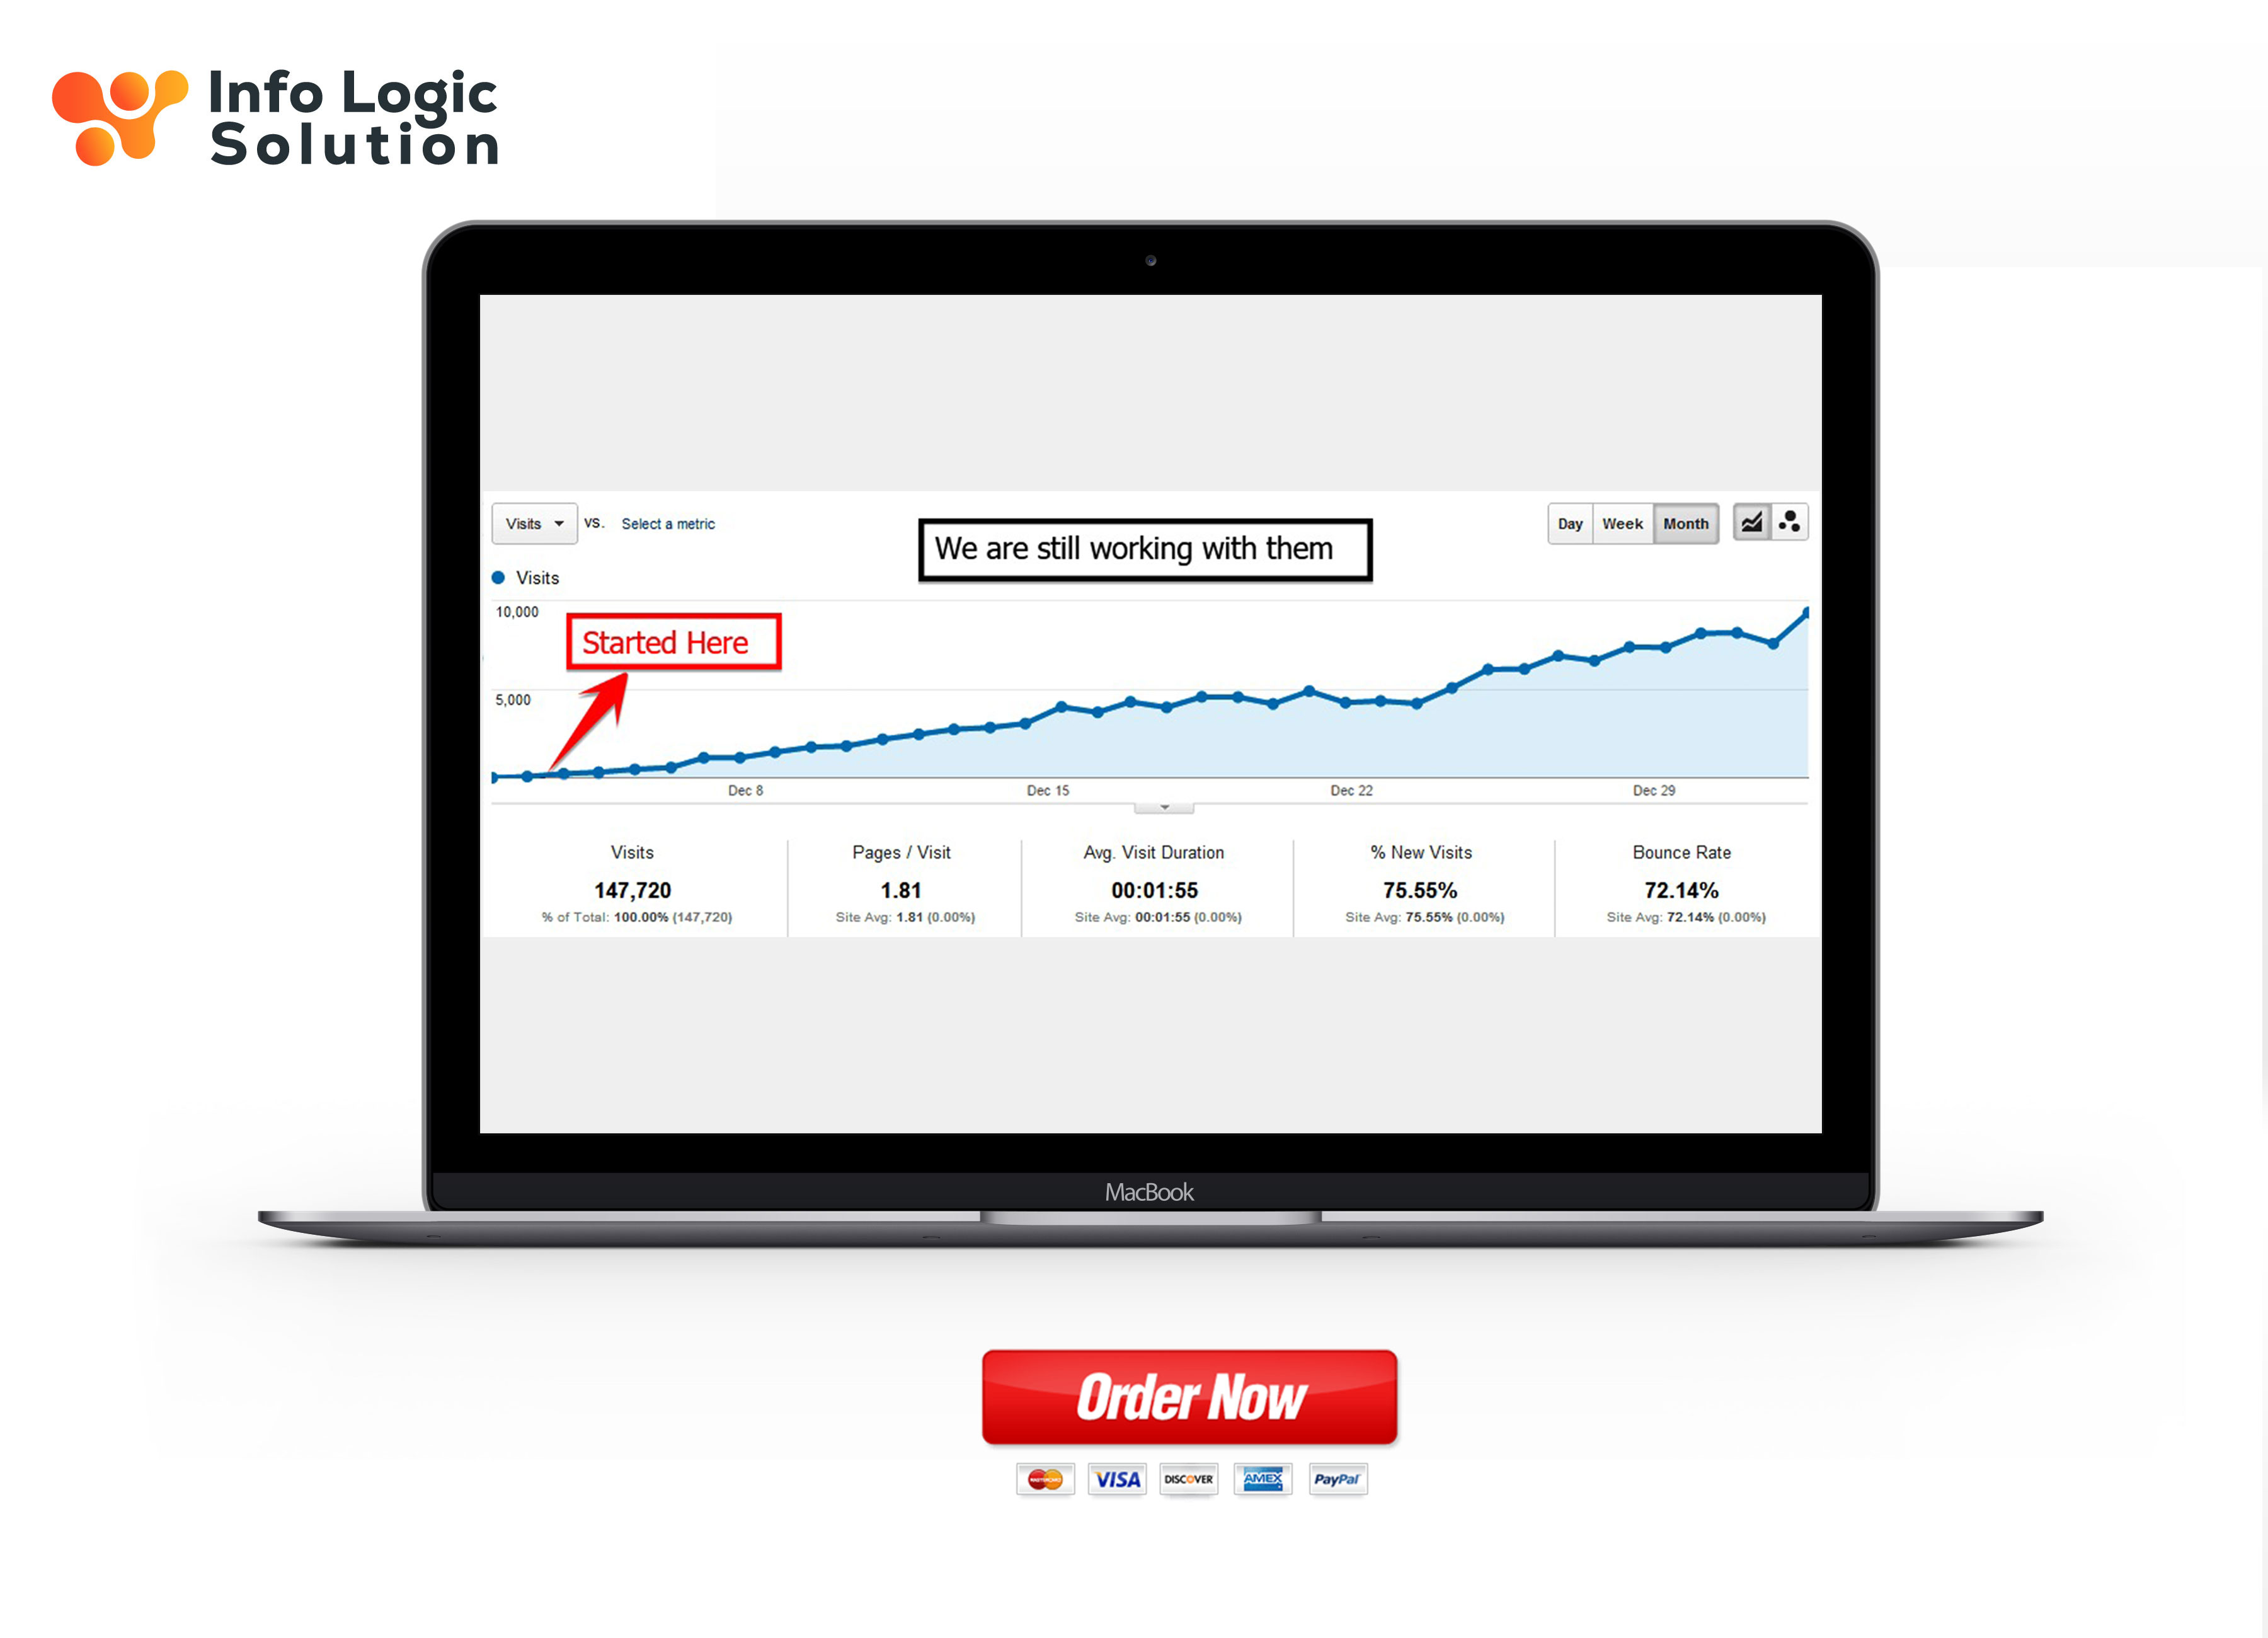 Info Logic
Solution
Visits vs. Select a metric
We are still working with them
Day Week Month
Visits
10,000
Started Here
5,000
Dec 8 Dec 15 Dec 22 Dec 29
Visits Pages / Visit Avg. Visit Duration % New Visits Bounce Rate
147,720 1.81 00:01:55 75.55% 72.14%
% of Total: 100.00% (147,720) Site Avg: 1.81 (0.00%) Site Avg: 00:01:55 (0.00%) Site Avg: 75.55% (0.00%) Site Avg: 72.14% (0.00%)
MacBook
Order Now
MasterCard VISA DISCOVER AMEX PayPal